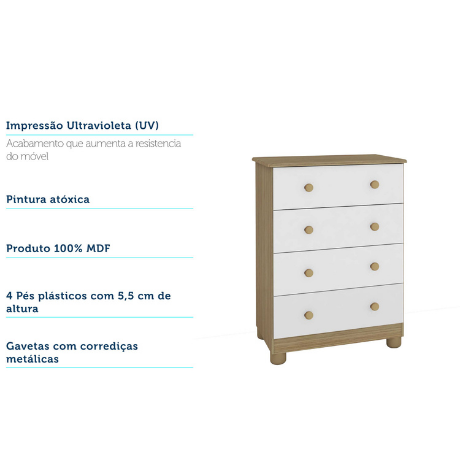 Impressão Ultravioleta (UV)
Acabamento que aumenta a resistencia
do móvel
Pintura atóxica
Produto 100% MDF
4 Pés plásticos com 5,5 cm de
altura
Gavetas com corrediças
metálicas